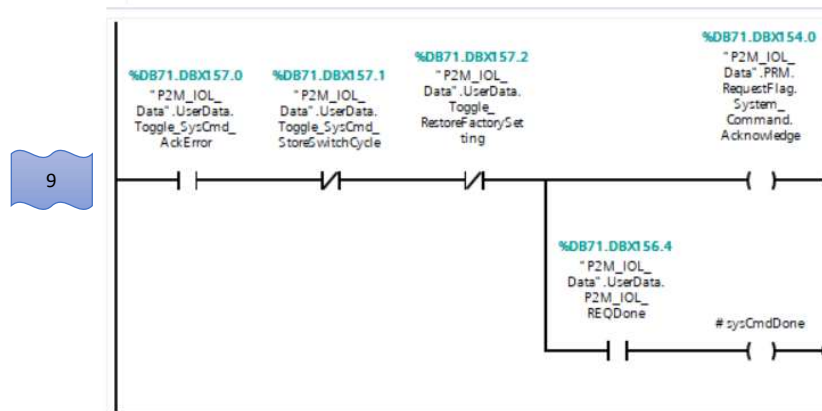 %DB71.DBX157.0
"P2M_IOL_
Data".UserData.
Toggle_SysCmd_
AckError
%DB71.DBX157.1
"P2M_IOL_
Data".UserData.
Toggle_SysCmd_
StoreSwitchCycle
%DB71.DBX157.2
"P2M_IOL_
Data".UserData.
Toggle_
RestoreFactorySet
ting
%DB71.DBX154.0
"P2M_IOL_
Data".PRM.
RequestFlag.
System_
Command.
Acknowledge
9
%DB71.DBX156.4
"P2M_IOL_
Data".UserData.
P2M_IOL_
REQDone
#sysCmdDone